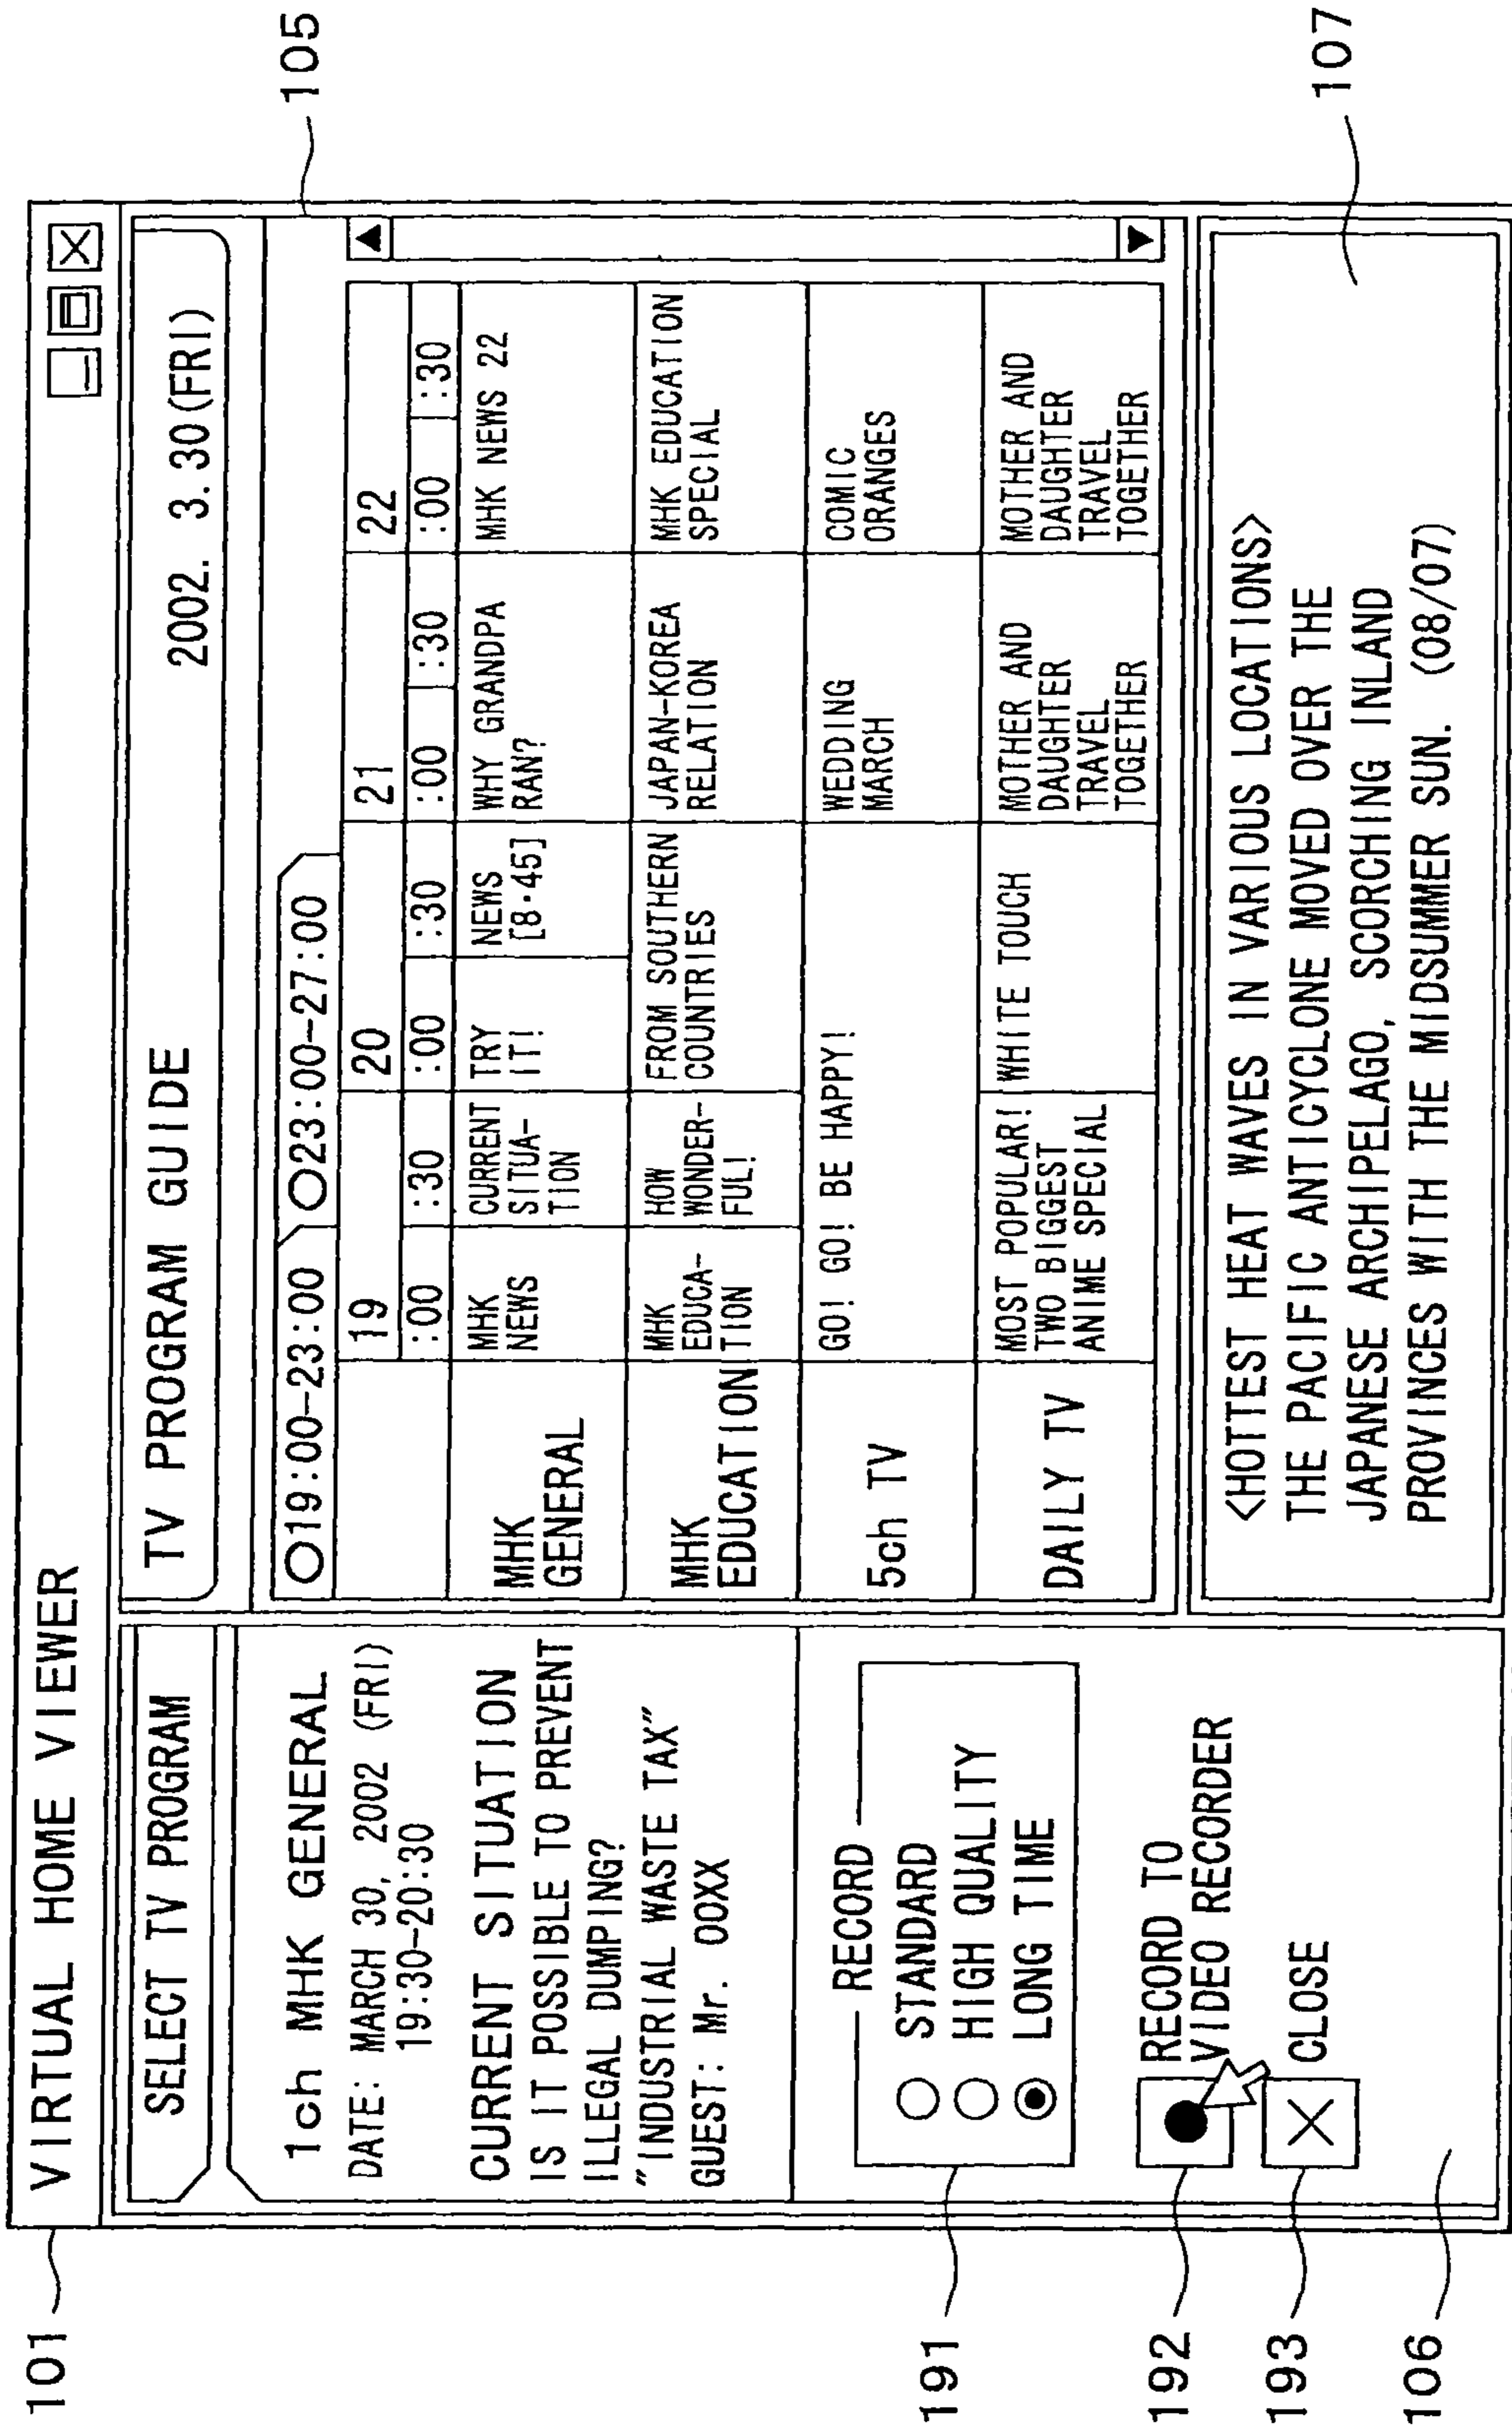 101
VIRTUAL HOME VIEWER
SELECT TV PROGRAM
1ch MHK GENERAL
DATE: MARCH 30, 2002 (FRI)
19:30-20:30
CURRENT SITUATION
IS IT POSSIBLE TO PREVENT
ILLEGAL DUMPING?
"INDUSTRIAL WASTE TAX"
GUEST: Mr. OOXX
RECORD
STANDARD
HIGH QUALITY
LONG TIME
191
RECORD TO
VIDEO RECORDER
192
CLOSE
193
106
TV PROGRAM GUIDE 2002. 3. 30(FRI)
105
19:00-23:00 23:00-27:00
19 20 21 22
:00 :30 :00 :30 :00 :30 :00 :30
MHK
GENERAL
MHK
NEWS
CURRENT
SITUA-
TION
TRY
IT!
NEWS
[8·45]
WHY GRANDPA
RAN?
MHK NEWS 22
MHK
EDUCATION
MHK
EDUCA-
TION
HOW
WONDER-
FUL!
FROM SOUTHERN
COUNTRIES
JAPAN-KOREA
RELATION
MHK EDUCATION
SPECIAL
5ch TV
GO! GO! BE HAPPY!
WEDDING
MARCH
COMIC
ORANGES
DAILY TV
MOST POPULAR!
TWO BIGGEST
ANIME SPECIAL
WHITE TOUCH
MOTHER AND
DAUGHTER
TRAVEL
TOGETHER
MOTHER AND
DAUGHTER
TRAVEL
TOGETHER
<HOTTEST HEAT WAVES IN VARIOUS LOCATIONS>
THE PACIFIC ANTICYCLONE MOVED OVER THE
JAPANESE ARCHIPELAGO, SCORCHING INLAND
PROVINCES WITH THE MIDSUMMER SUN. (08/07)
107